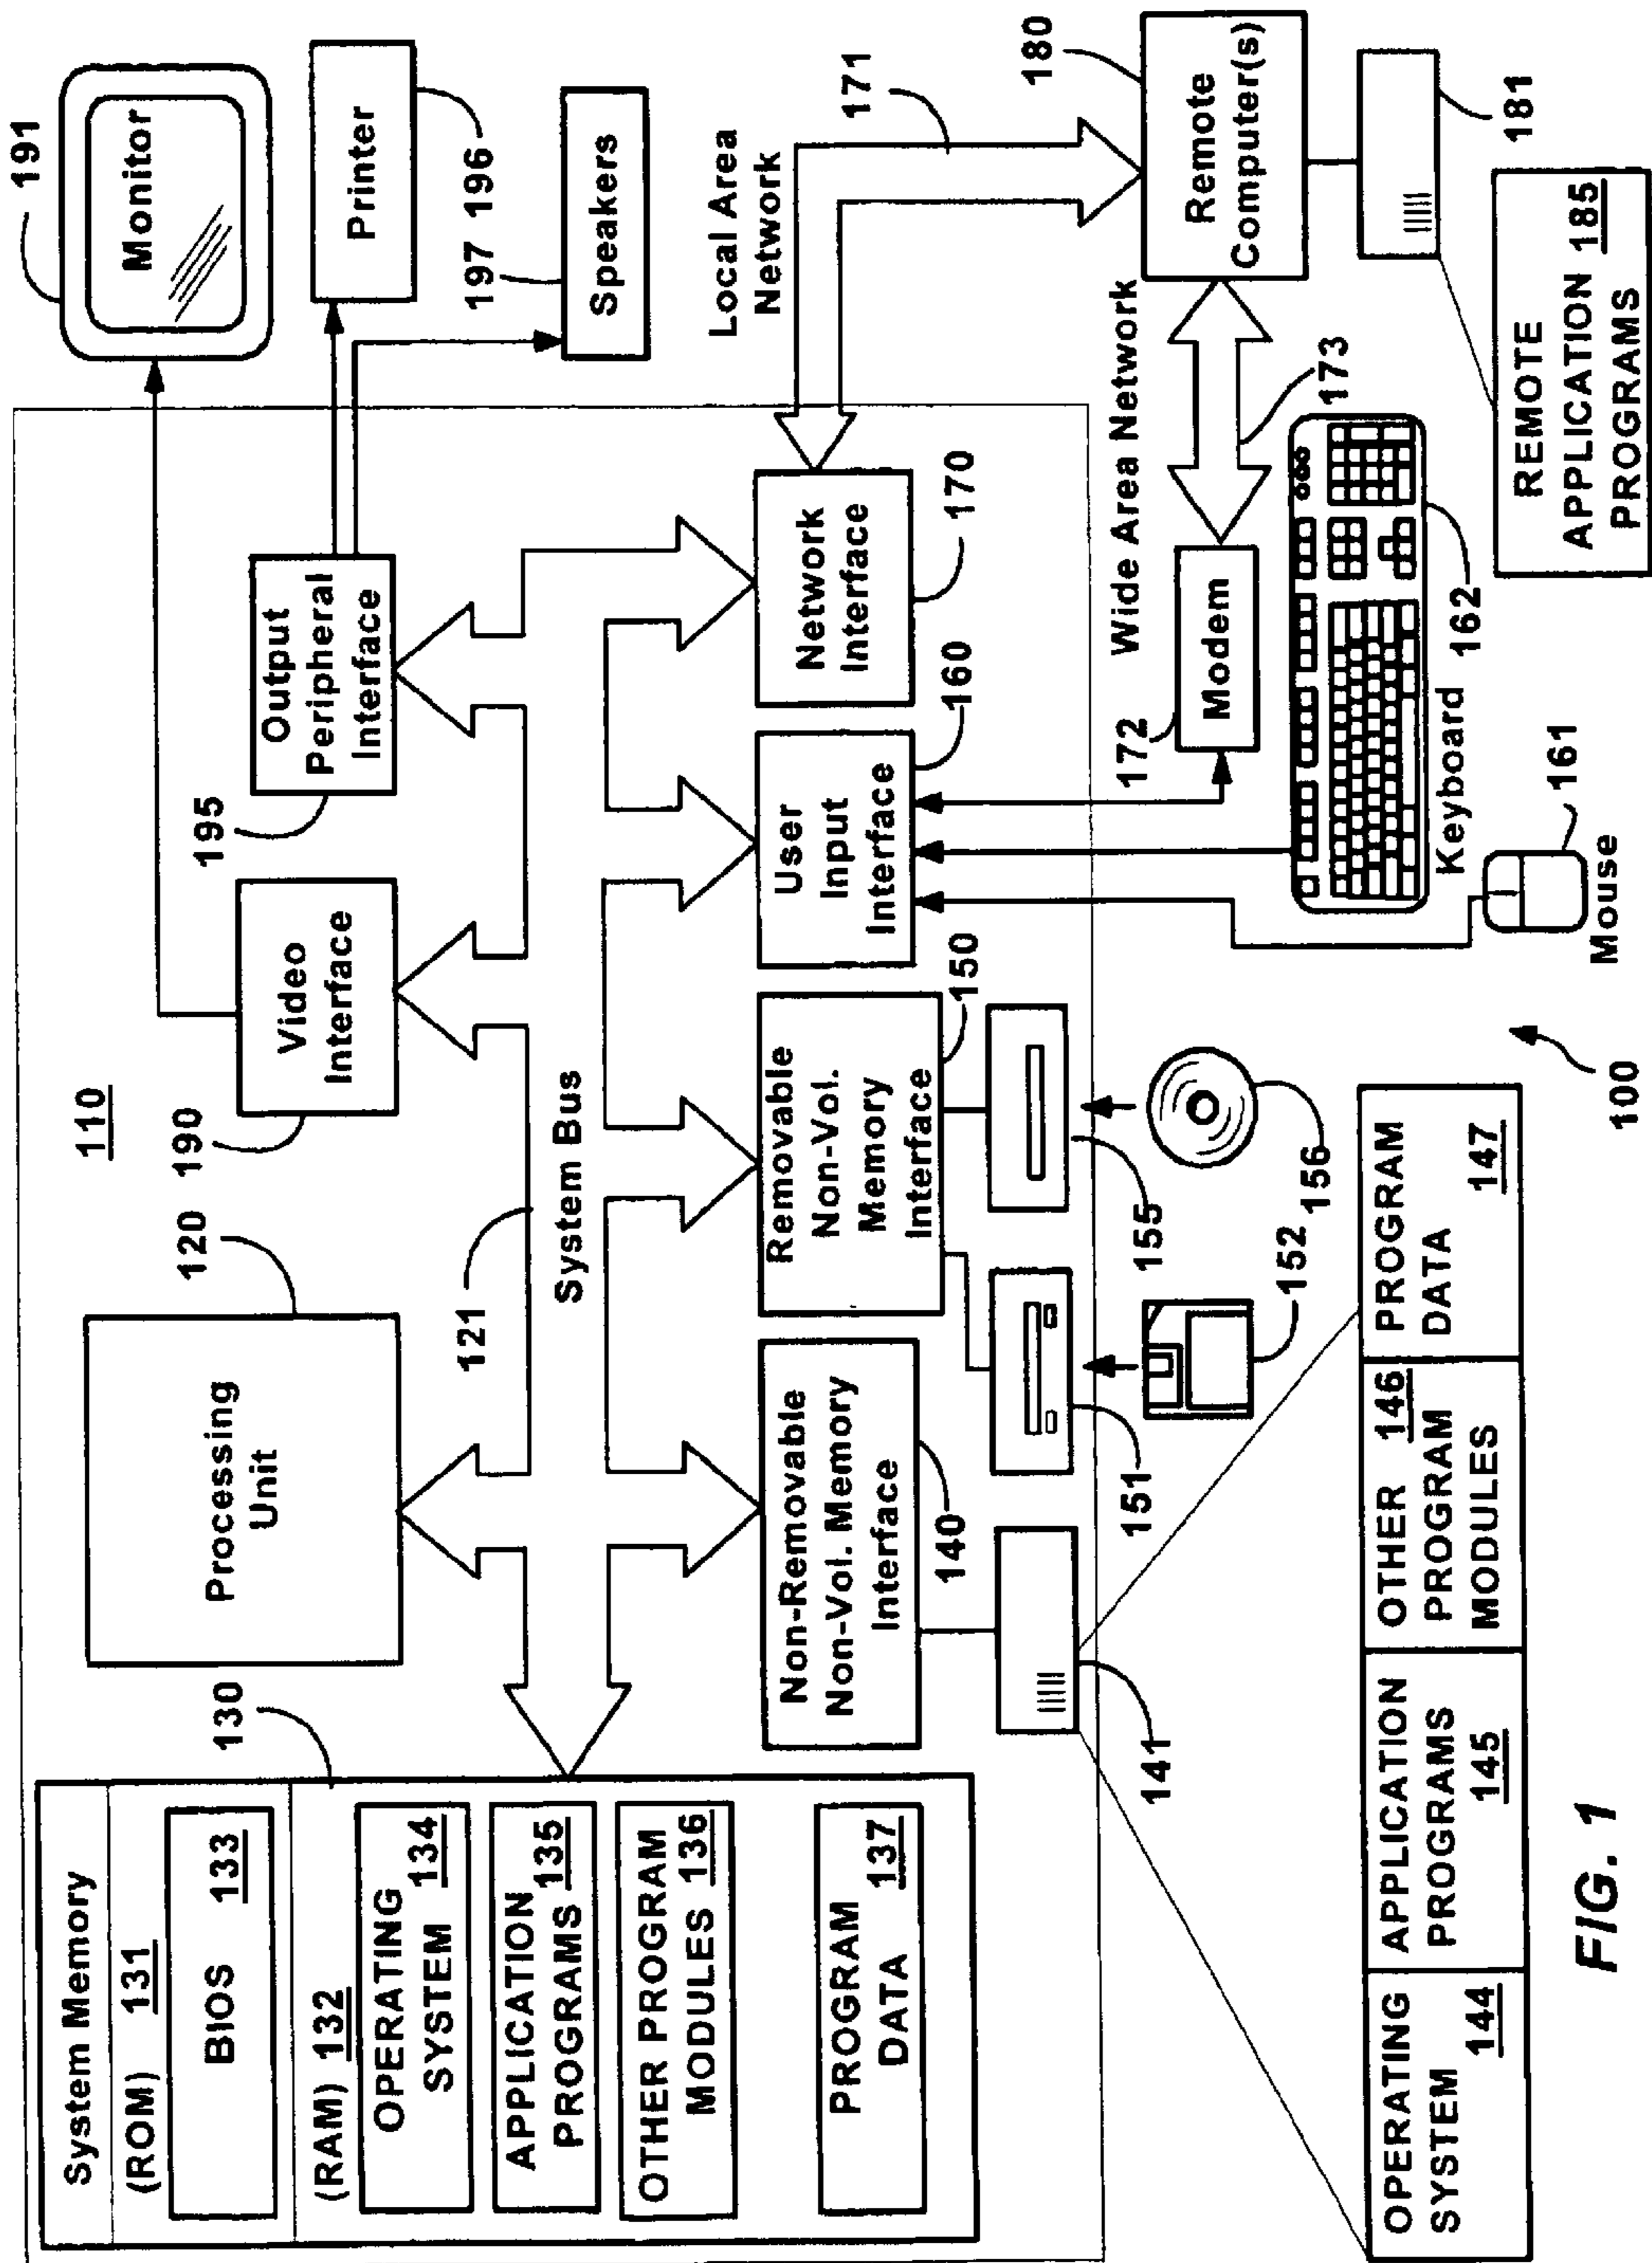 System Memory
(ROM) 131
BIOS 133
(RAM) 132
OPERATING
SYSTEM 134
APPLICATION
PROGRAMS 135
OTHER PROGRAM
MODULES 136
PROGRAM
DATA 137
130
Processing
Unit
120
110
190
Video
Interface
195
Output
Peripheral
Interface
191
Monitor
Printer
196
197
Speakers
121
System Bus
Local Area
Network
171
Non-Removable
Non-Vol. Memory
Interface
140
Removable
Non-Vol.
Memory
Interface
150
User
Input
Interface
160
Network
Interface
170
141
151
155
152
156
172
Modem
Wide Area Network
173
180
Remote
Computer(s)
181
Keyboard
162
161
Mouse
REMOTE
APPLICATION 185
PROGRAMS
OPERATING
SYSTEM
144
APPLICATION
PROGRAMS
145
OTHER 146
PROGRAM
MODULES
PROGRAM
DATA
147
100
FIG. 1